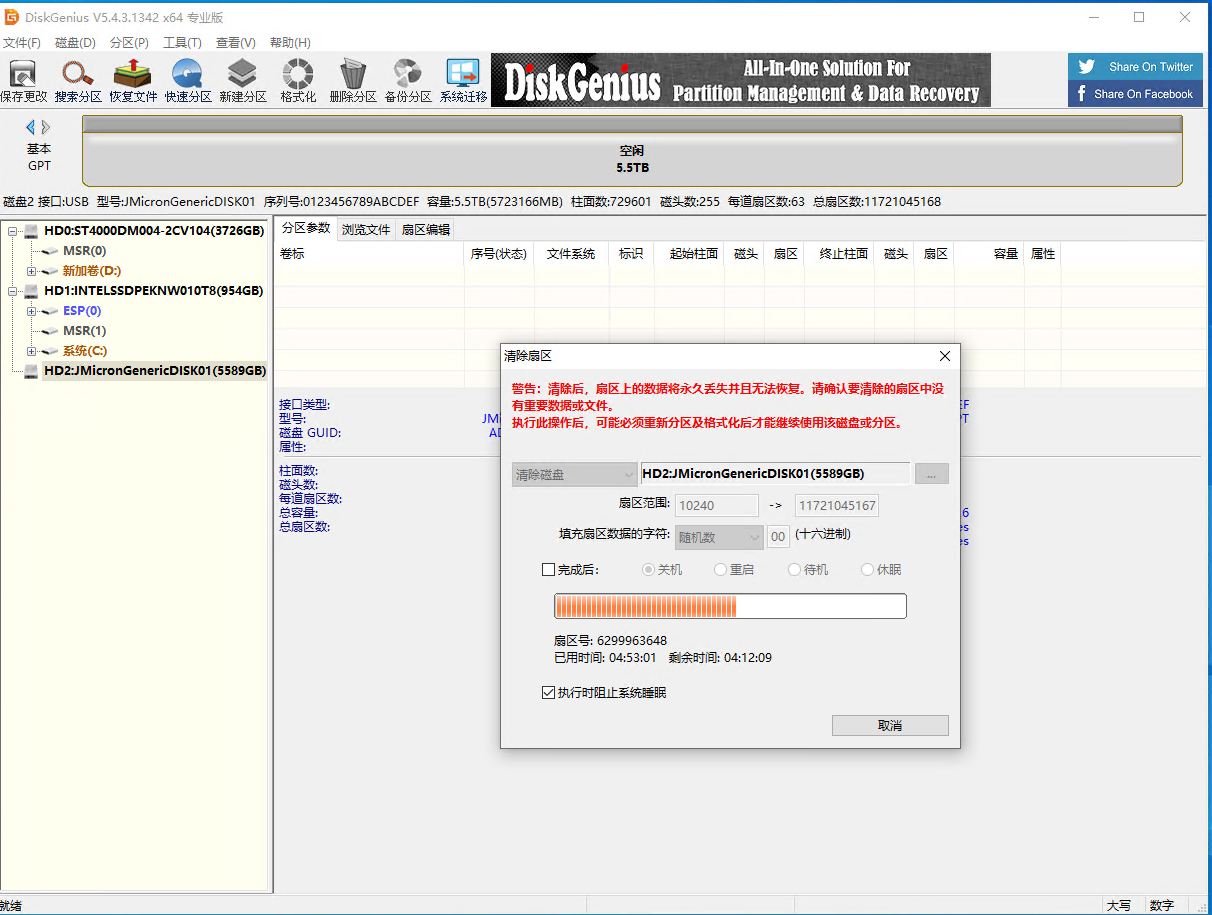 DiskGenius V5.4.3.1342 x64 专业版
文件(F) 磁盘(D) 分区(P) 工具(T) 查看(V) 帮助(H)
保存更改 搜索分区 恢复文件 快速分区 新建分区 格式化 删除分区 备份分区 系统迁移
DiskGenius
All-In-One Solution For
Partition Management & Data Recovery
Share On Twitter
Share On Facebook
基本
GPT
空闲
5.5TB
磁盘2 接口:USB 型号:JMicronGenericDISK01 序列号:0123456789ABCDEF 容量:5.5TB(5723166MB) 柱面数:729601 磁头数:255 每道扇区数:63 总扇区数:11721045168
HD0:ST4000DM004-2CV104(3726GB)
MSR(0)
新加卷(D:)
HD1:INTELSSDPEKNW010T8(954GB)
ESP(0)
MSR(1)
系统(C:)
HD2:JMicronGenericDISK01(5589GB)
分区参数 浏览文件 扇区编辑
卷标 序号(状态) 文件系统 标识 起始柱面 磁头 扇区 终止柱面 磁头 扇区 容量 属性
接口类型:
型号:
磁盘 GUID:
属性:
柱面数:
磁头数:
每道扇区数:
总容量:
总扇区数:
清除扇区
警告：清除后，扇区上的数据将永久丢失并且无法恢复。请确认要清除的扇区中没
有重要数据或文件。
执行此操作后，可能必须重新分区及格式化后才能继续使用该磁盘或分区。
清除磁盘 HD2:JMicronGenericDISK01(5589GB) ...
扇区范围: 10240 -> 11721045167
填充扇区数据的字符: 随机数 00 (十六进制)
完成后: 关机 重启 待机 休眠
扇区号: 6299963648
已用时间: 04:53:01 剩余时间: 04:12:09
执行时阻止系统睡眠
取消
就绪
大写 数字